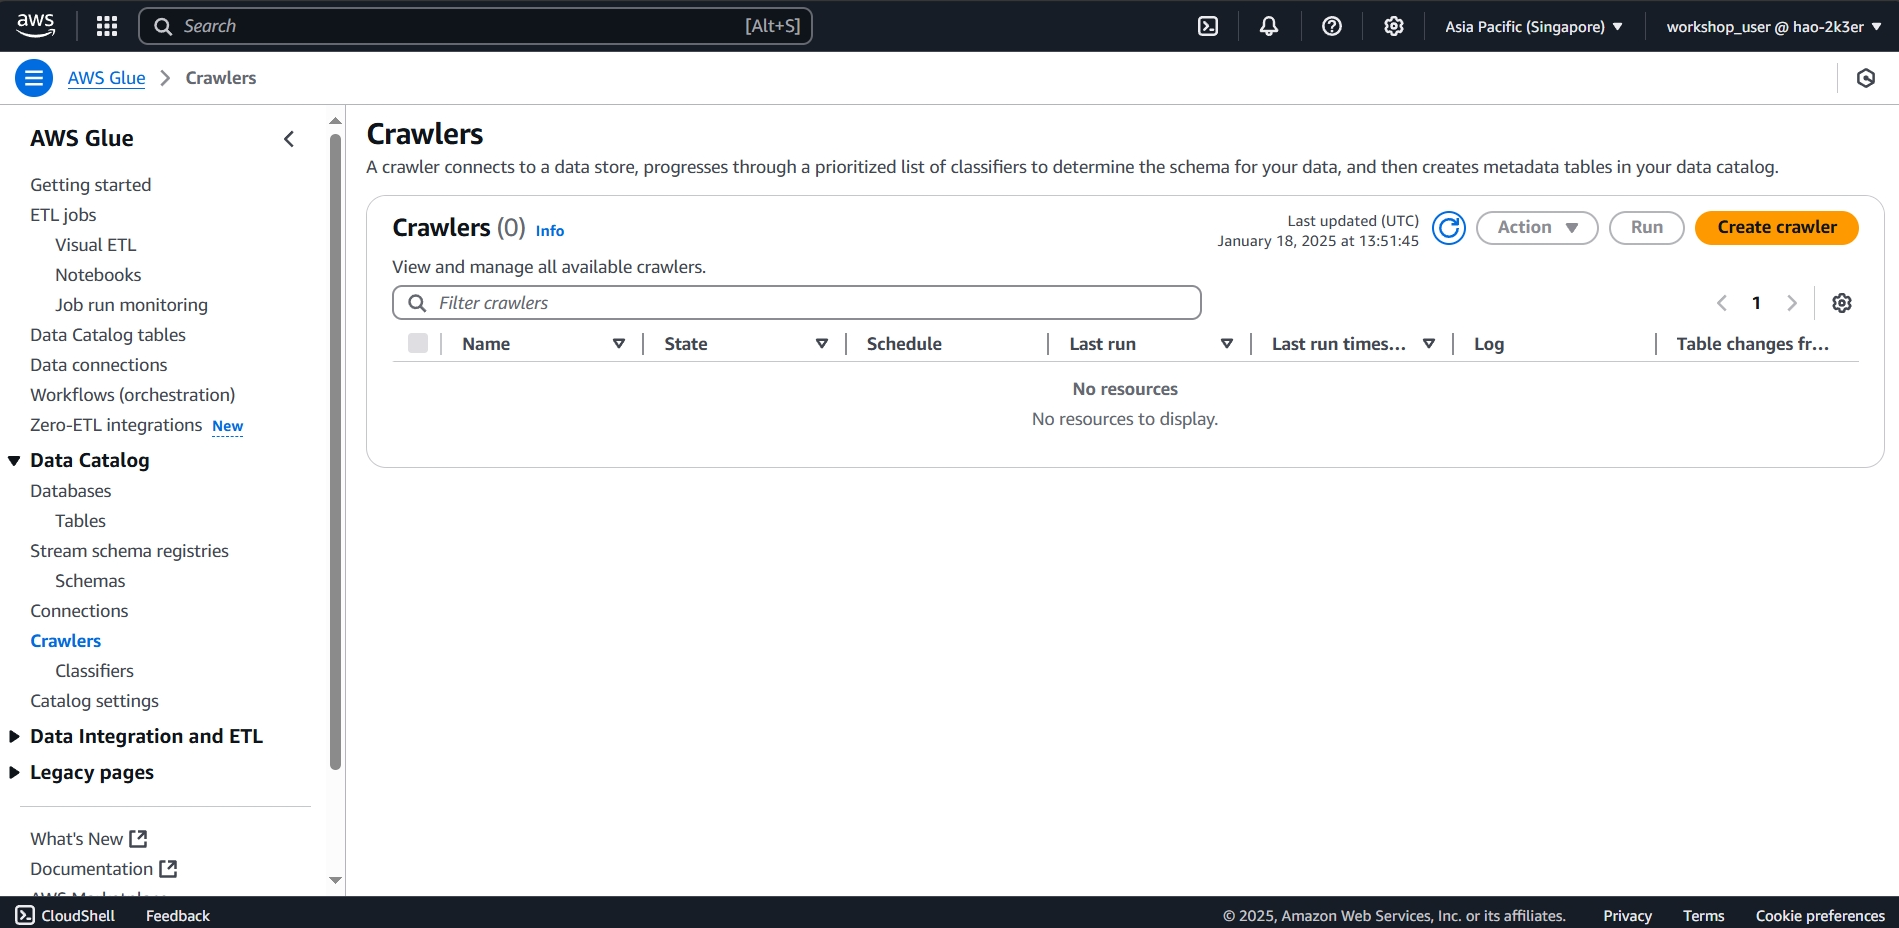 aws
Search [Alt+S]
Asia Pacific (Singapore)
workshop_user @ hao-2k3er
AWS Glue > Crawlers
AWS Glue
Getting started
ETL jobs
Visual ETL
Notebooks
Job run monitoring
Data Catalog tables
Data connections
Workflows (orchestration)
Zero-ETL integrations New
Data Catalog
Databases
Tables
Stream schema registries
Schemas
Connections
Crawlers
Classifiers
Catalog settings
Data Integration and ETL
Legacy pages
What's New
Documentation
Crawlers
A crawler connects to a data store, progresses through a prioritized list of classifiers to determine the schema for your data, and then creates metadata tables in your data catalog.
Crawlers (0) Info
Last updated (UTC)
January 18, 2025 at 13:51:45
Action
Run
Create crawler
View and manage all available crawlers.
Filter crawlers
1
Name State Schedule Last run Last run times... Log Table changes fr...
No resources
No resources to display.
CloudShell Feedback
© 2025, Amazon Web Services, Inc. or its affiliates. Privacy Terms Cookie preferences